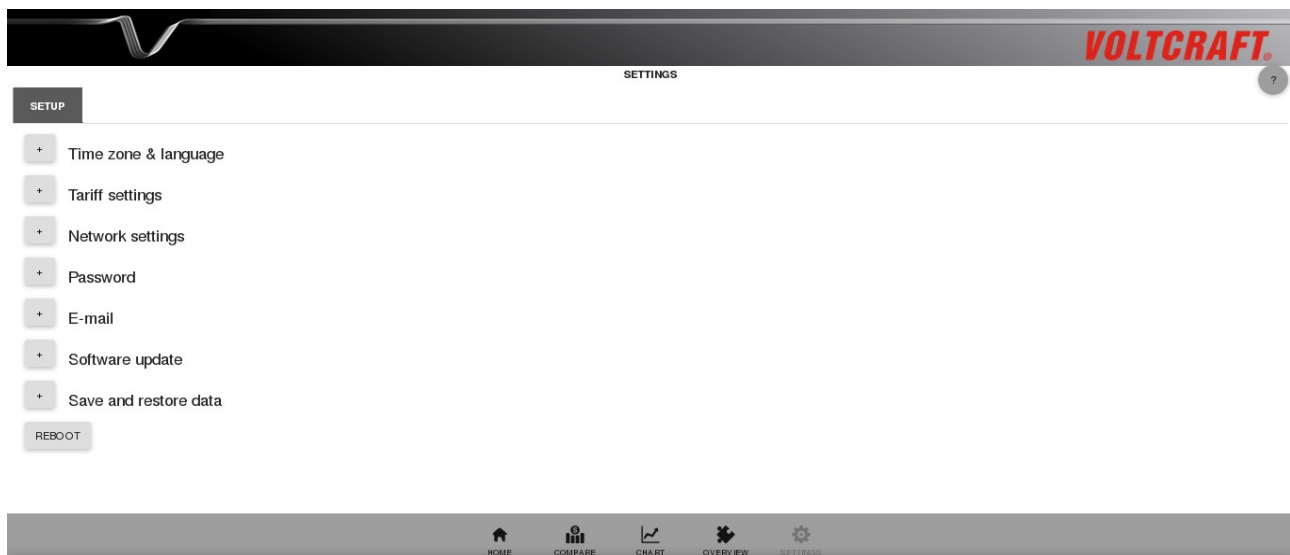 VOLTCRAFT®
SETTINGS
?
SETUP
+ Time zone & language
+ Tariff settings
+ Network settings
+ Password
+ E-mail
+ Software update
+ Save and restore data
REBOOT
HOME COMPARE CHART OVERVIEW SETTINGS